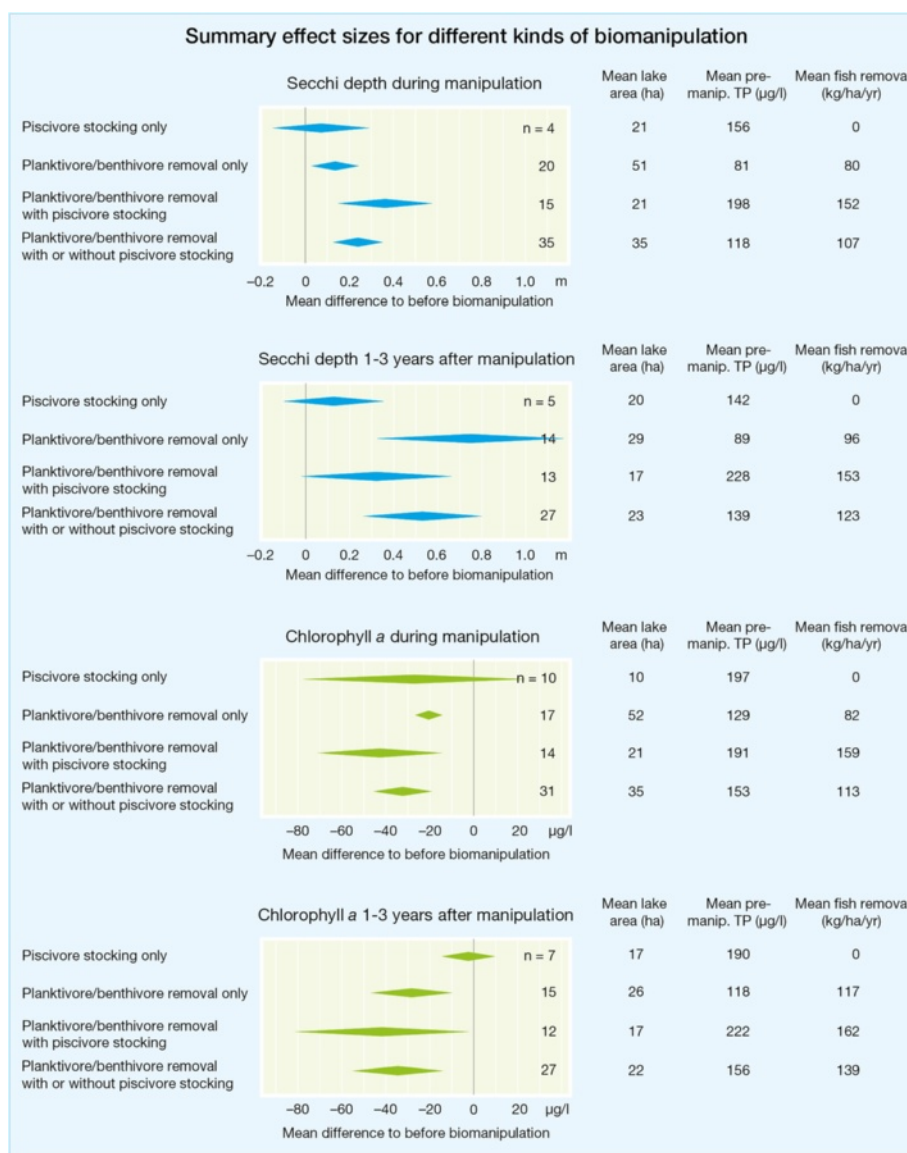 Summary effect sizes for different kinds of biomanipulation
Secchi depth during manipulation
Mean lake area (ha)
Mean pre-manip. TP (µg/l)
Mean fish remova (kg/ha/yr)
Piscivore stocking only n = 4 21 156 0
Planktivore/benthivore removal only 20 51 81 80
Planktivore/benthivore removal
with piscivore stocking 15 21 198 152
Planktivore/benthivore removal
with or without piscivore stocking 35 35 118 107
−0.2 0 0.2 0.4 0.6 0.8 1.0 m
Mean difference to before biomanipulation
Secchi depth 1-3 years after manipulation
Mean lake area (ha)
Mean pre-manip. TP (µg/l)
Mean fish remova (kg/ha/yr)
Piscivore stocking only n = 5 20 142 0
Planktivore/benthivore removal only 14 29 89 96
Planktivore/benthivore removal
with piscivore stocking 13 17 228 153
Planktivore/benthivore removal
with or without piscivore stocking 27 23 139 123
−0.2 0 0.2 0.4 0.6 0.8 1.0 m
Mean difference to before biomanipulation
Chlorophyll a during manipulation
Mean lake area (ha)
Mean pre-manip. TP (µg/l)
Mean fish remova (kg/ha/yr)
Piscivore stocking only n = 10 10 197 0
Planktivore/benthivore removal only 17 52 129 82
Planktivore/benthivore removal
with piscivore stocking 14 21 191 159
Planktivore/benthivore removal
with or without piscivore stocking 31 35 153 113
−80 −60 −40 −20 0 20 µg/l
Mean difference to before biomanipulation
Chlorophyll a 1-3 years after manipulation
Mean lake area (ha)
Mean pre-manip. TP (µg/l)
Mean fish remova (kg/ha/yr)
Piscivore stocking only n = 7 17 190 0
Planktivore/benthivore removal only 15 26 118 117
Planktivore/benthivore removal
with piscivore stocking 12 17 222 162
Planktivore/benthivore removal
with or without piscivore stocking 27 22 156 139
−80 −60 −40 −20 0 20 µg/l
Mean difference to before biomanipulation